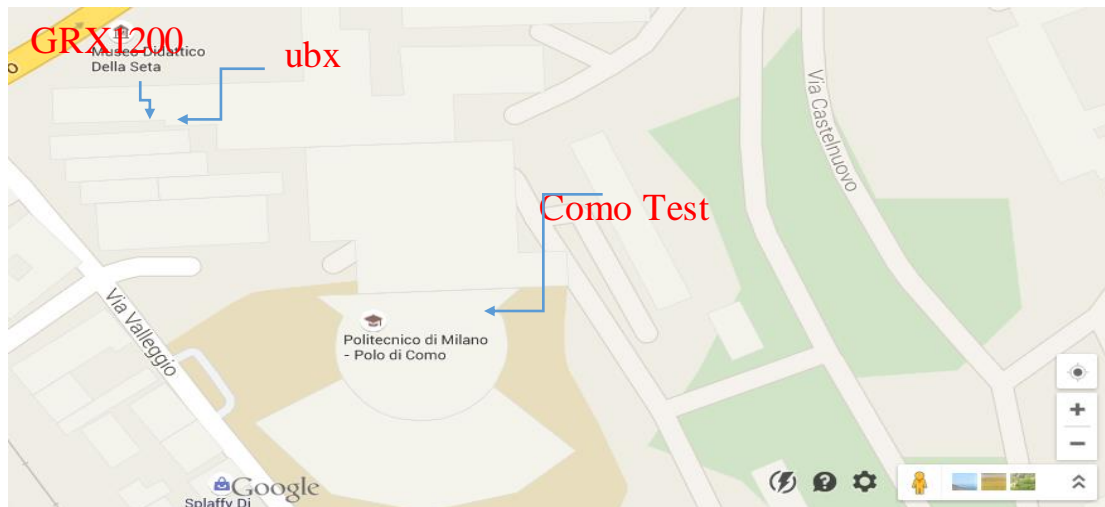 GRX1200
Museo Didattico
Della Seta
ubx
O
Via Castelnuovo
Como Test
Via Valleggio
Politecnico di Milano
- Polo di Como
Google
Splaffy Di